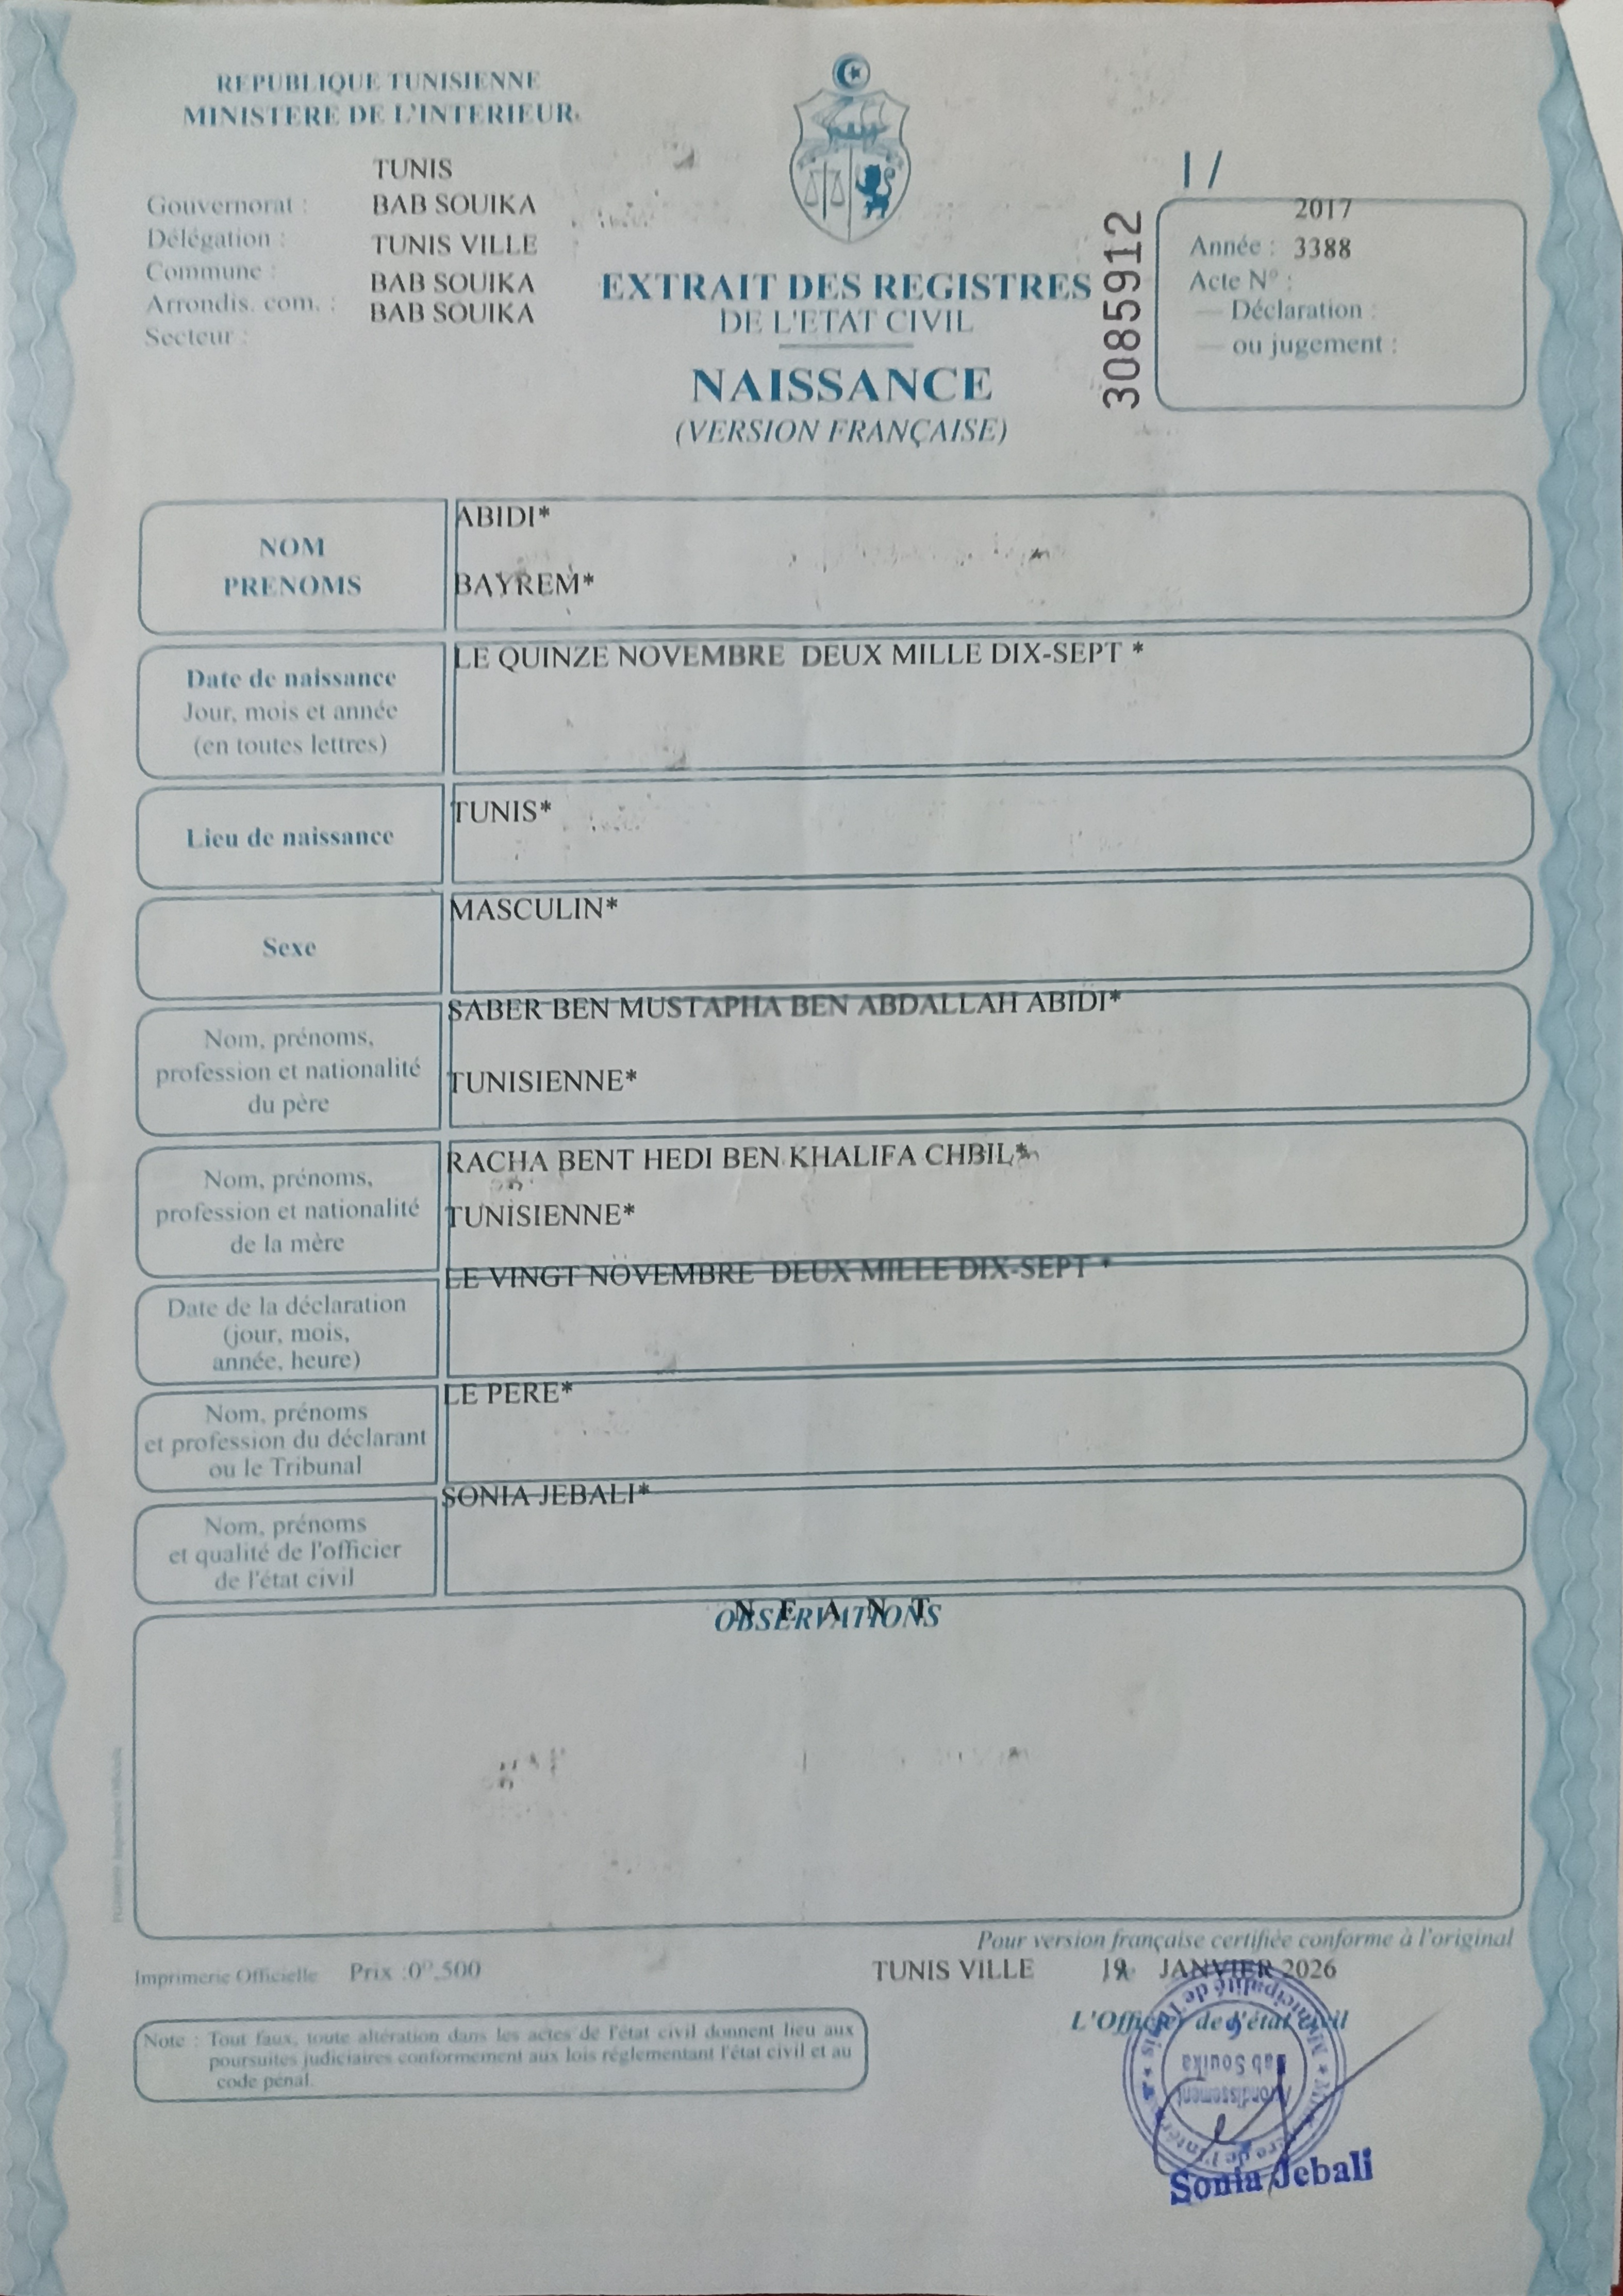 REPUBLIQUE TUNISIENNE
MINISTERE DE L'INTERIEUR
TUNIS
Gouvernorat : BAB SOUIKA
Délégation : TUNIS VILLE
Commune : BAB SOUIKA
Arrondis. com. : BAB SOUIKA
Secteur :
EXTRAIT DES REGISTRES
DE L'ETAT CIVIL
NAISSANCE
(VERSION FRANÇAISE)
3085912
1/
2017
Année : 3388
Acte N° :
— Déclaration :
— ou jugement :
NOM
PRENOMS
ABIDI*
BAYREM*
Date de naissance
Jour, mois et année
(en toutes lettres)
LE QUINZE NOVEMBRE DEUX MILLE DIX-SEPT *
Lieu de naissance
TUNIS*
Sexe
MASCULIN*
Nom, prénoms,
profession et nationalité
du père
SABER BEN MUSTAPHA BEN ABDALLAH ABIDI*
TUNISIENNE*
Nom, prénoms,
profession et nationalité
de la mère
RACHA BENT HEDI BEN KHALIFA CHBIL*
TUNISIENNE*
Date de la déclaration
(jour, mois,
année, heure)
LE VINGT NOVEMBRE DEUX MILLE DIX-SEPT *
Nom, prénoms
et profession du déclarant
ou le Tribunal
LE PERE*
Nom, prénoms
et qualité de l'officier
de l'état civil
SONIA JEBALI*
OBSERVATIONS
N E A N T
Pour version française certifiée conforme à l'original
Imprimerie Officielle Prix :0ᴰ,500
TUNIS VILLE JANVIER 2026
L'Officier de l'état civil
Note : Tout faux, toute altération dans les actes de l'état civil donnent lieu aux
poursuites judiciaires conformement aux lois réglementant l'état civil et au
code pénal.
Municipalité de Tunis
Arrondissement
Bab Souika
Sonia Jebali